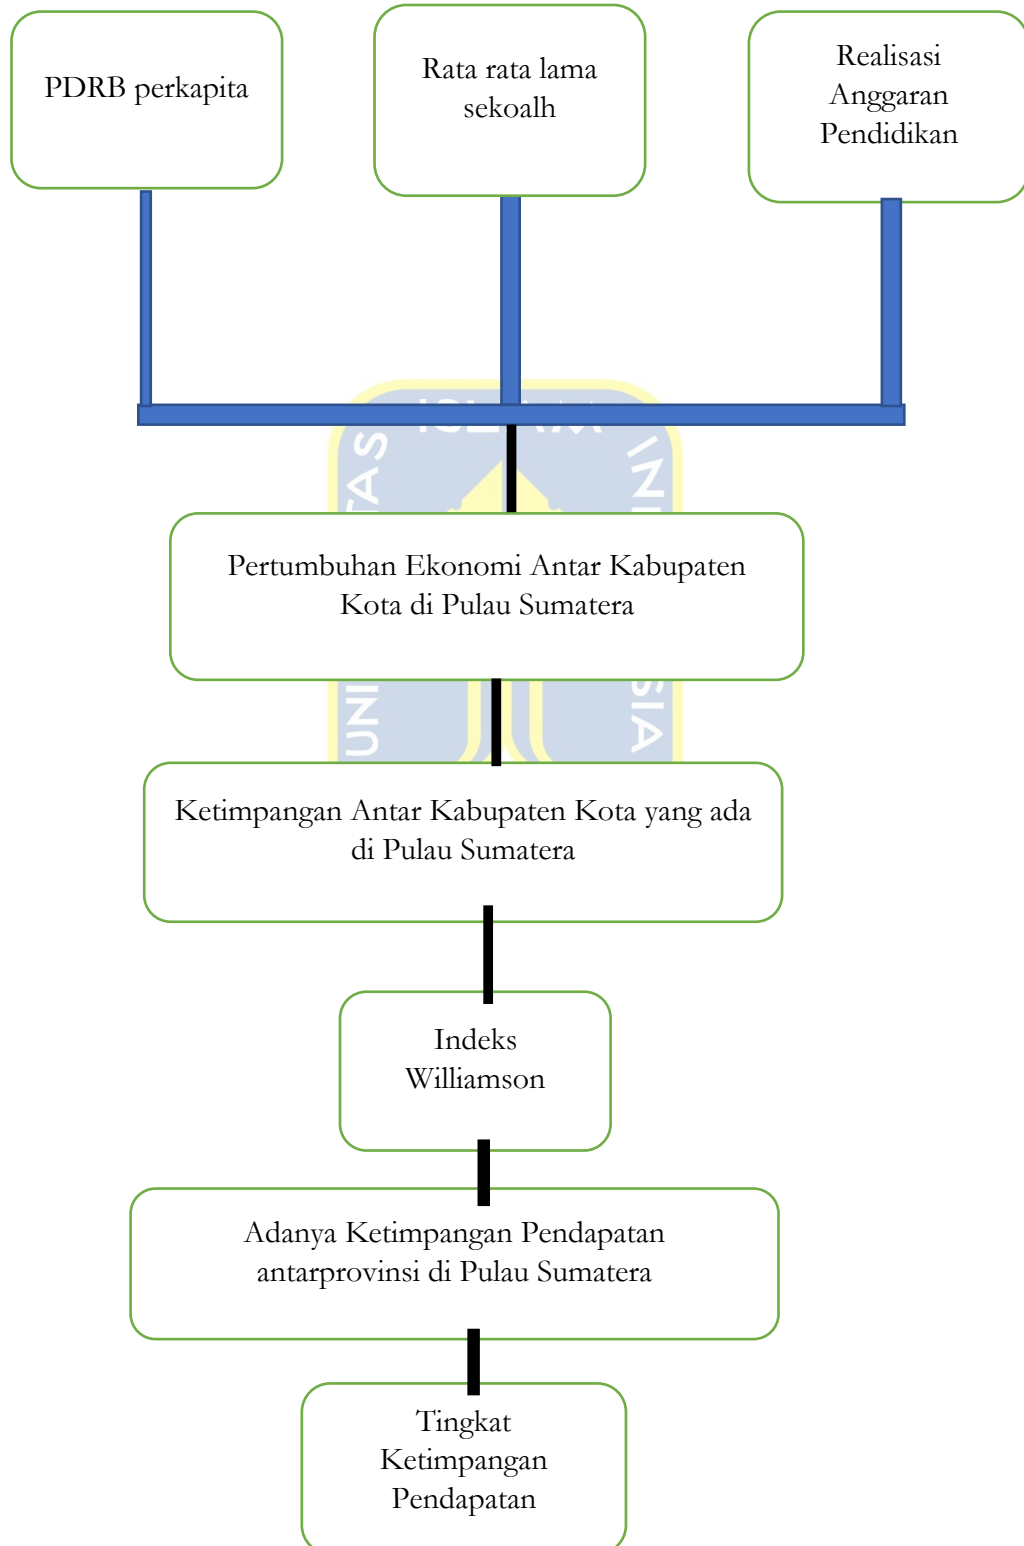 PDRB perkapita
Rata rata lama
sekoalh
Realisasi
Anggaran
Pendidikan
ISLAM
Pertumbuhan Ekonomi Antar Kabupaten
Kota di Pulau Sumatera
Ketimpangan Antar Kabupaten Kota yang ada
di Pulau Sumatera
Indeks
Williamson
Adanya Ketimpangan Pendapatan
antarprovinsi di Pulau Sumatera
Tingkat
Ketimpangan
Pendapatan